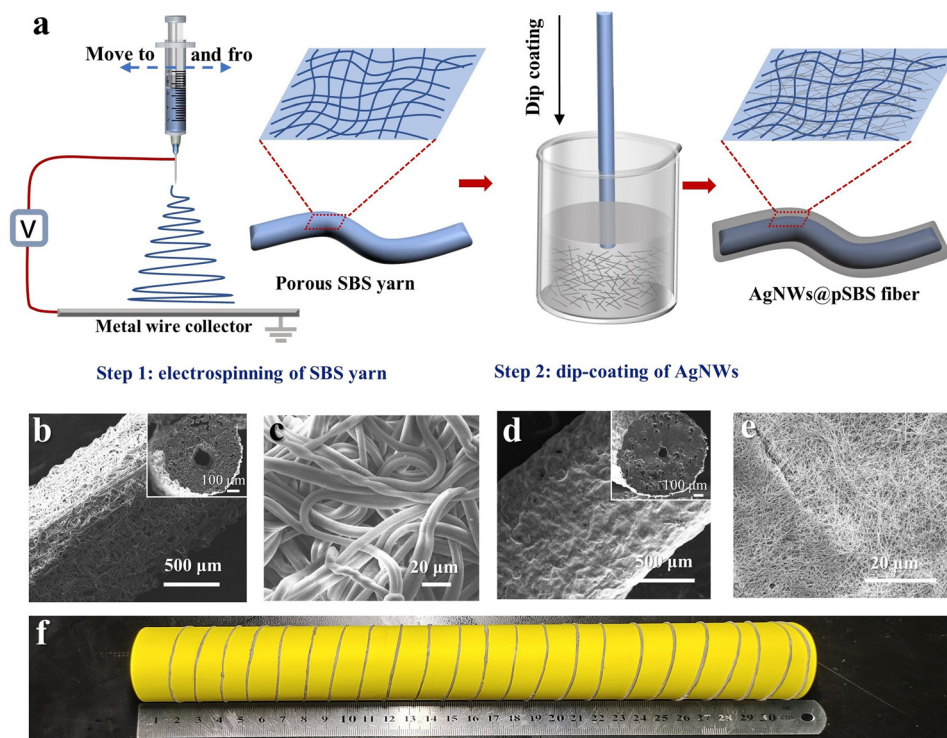 a
Move to and fro
Dip coating
V
Porous SBS yarn
AgNWs@pSBS fiber
Metal wire collector
Step 1: electrospinning of SBS yarn
Step 2: dip-coating of AgNWs
b
100 µm
500 µm
c
20 µm
d
100 µm
500 µm
e
20 µm
f
1 2 3 4 5 6 7 8 9 10 11 12 13 14 15 16 17 18 19 20 21 22 23 24 25 26 27 28 29 30